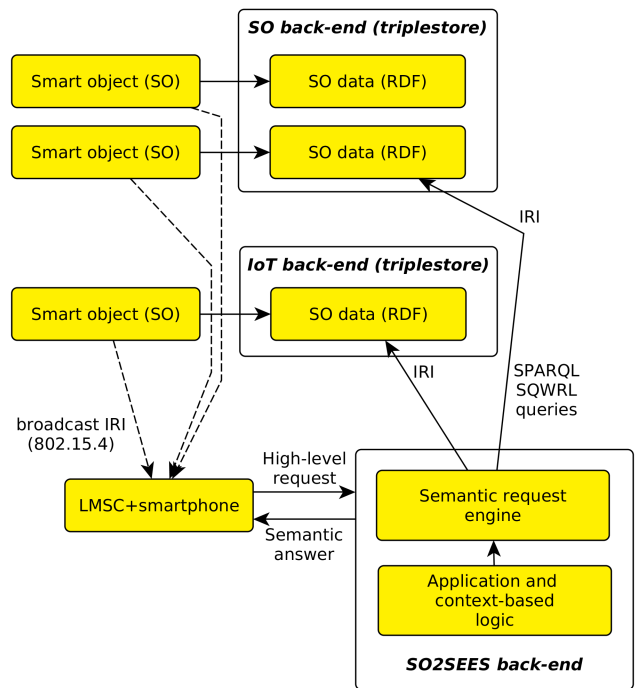 SO back-end (triplestore)
Smart object (SO)
SO data (RDF)
Smart object (SO)
SO data (RDF)
IRI
IoT back-end (triplestore)
Smart object (SO)
SO data (RDF)
IRI
SPARQL
SQWRL
queries
broadcast IRI
(802.15.4)
High-level
request
LMSC+smartphone
Semantic
answer
Semantic request
engine
Application and
context-based
logic
SO2SEES back-end